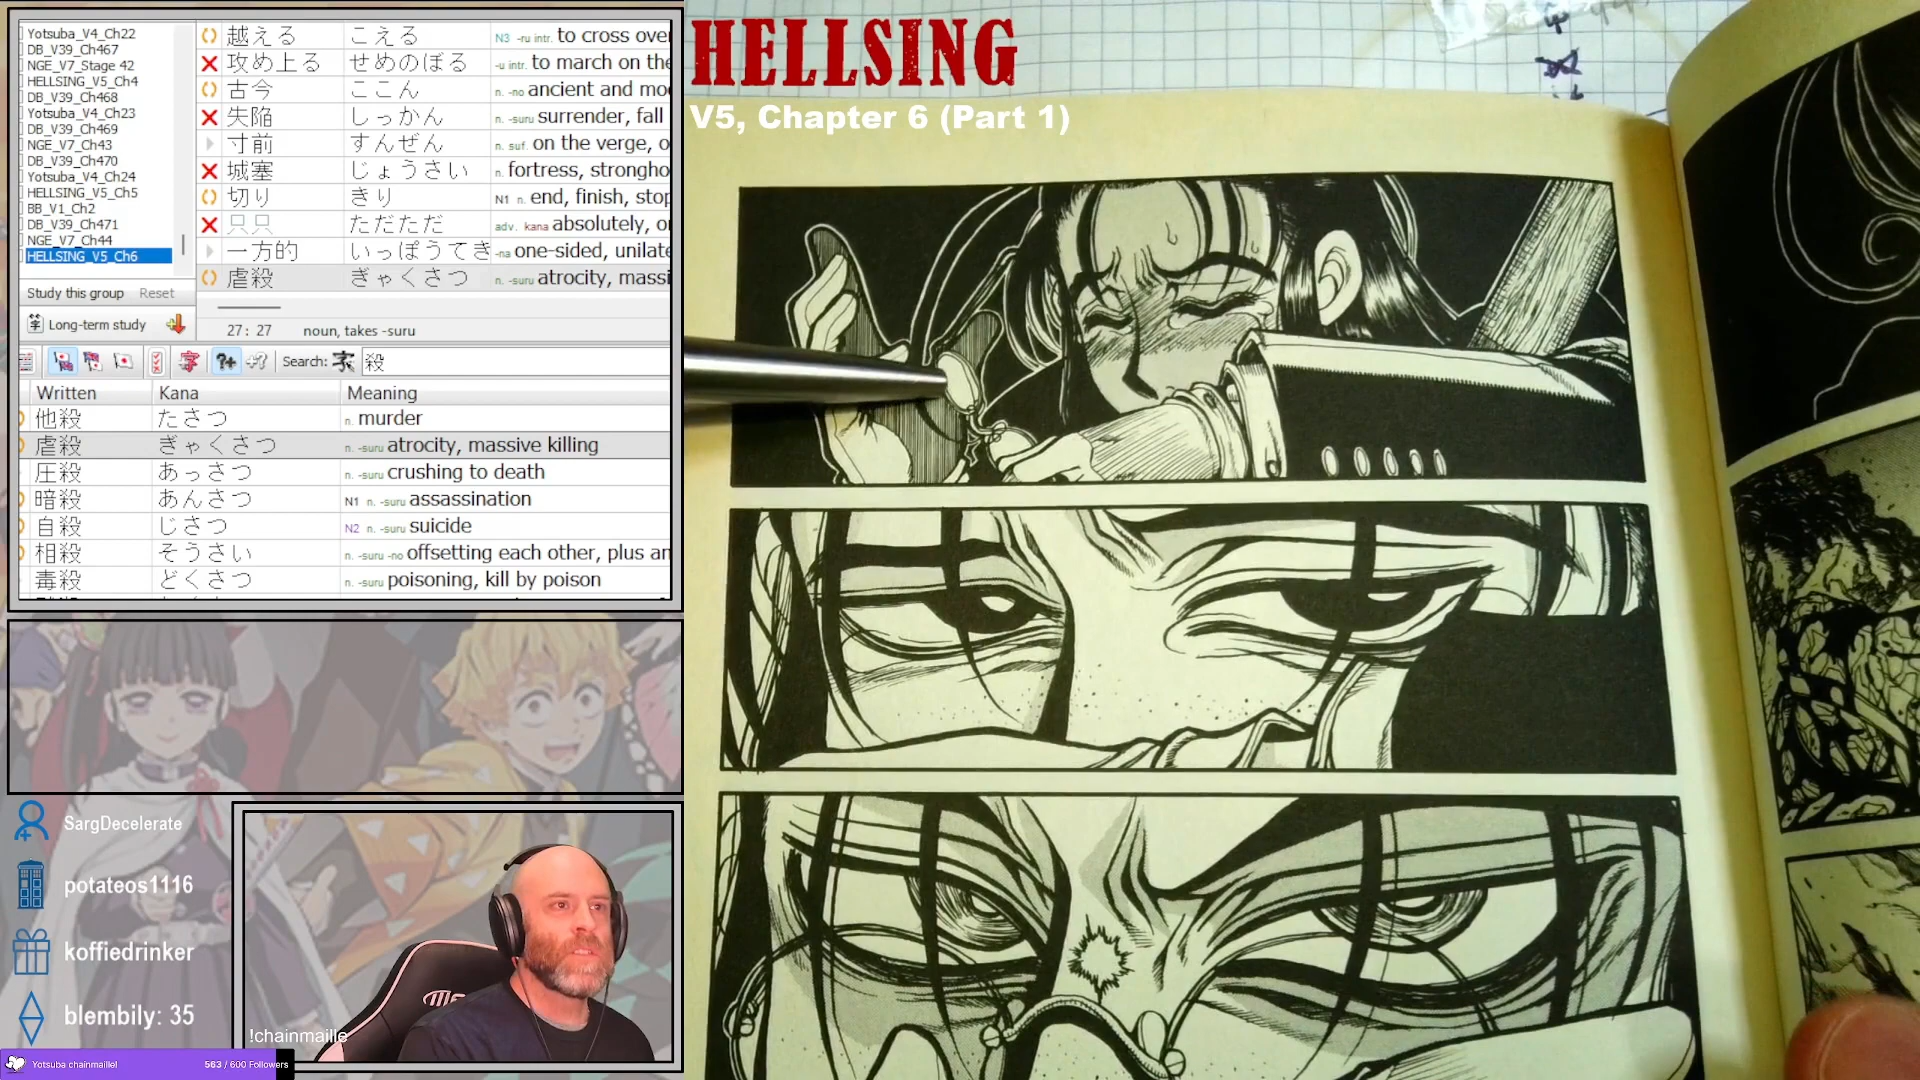 Yotsuba_V4_Ch22
DB_V39_Ch467
NGE_V7_Stage 42
HELLSING_V5_Ch4
DB_V39_Ch468
Yotsuba_V4_Ch23
DB_V39_Ch469
NGE_V7_Ch43
DB_V39_Ch470
Yotsuba_V4_Ch24
HELLSING_V5_Ch5
BB_V1_Ch2
DB_V39_Ch471
NGE_V7_Ch44
HELLSING_V5_Ch6
Study this group Reset
Long-term study
越える こえる N3 -ru intr. to cross over
攻め上る せめのぼる -u intr. to march on the
古今 ここん n. -no ancient and mo
失陥 しっかん n. -suru surrender, fall
寸前 すんぜん n. suf. on the verge, o
城塞 じょうさい n. fortress, strongho
切り きり N1 n. end, finish, stop
只只 ただただ adv. kana absolutely, o
一方的 いっぽうてき -na one-sided, unilate
虐殺 ぎゃくさつ n. -suru atrocity, massi
27: 27 noun, takes -suru
Search: 殺
Written Kana Meaning
他殺 たさつ n. murder
虐殺 ぎゃくさつ n. -suru atrocity, massive killing
圧殺 あっさつ n. -suru crushing to death
暗殺 あんさつ N1 n. -suru assassination
自殺 じさつ N2 n. -suru suicide
相殺 そうさい n. -suru -no offsetting each other, plus an
毒殺 どくさつ n. -suru poisoning, kill by poison
HELLSING
V5, Chapter 6 (Part 1)
SargDecelerate
potateos1116
koffiedrinker
blembily: 35
!chainmaille
Yotsuba chainmaille!
563 / 600 Followers